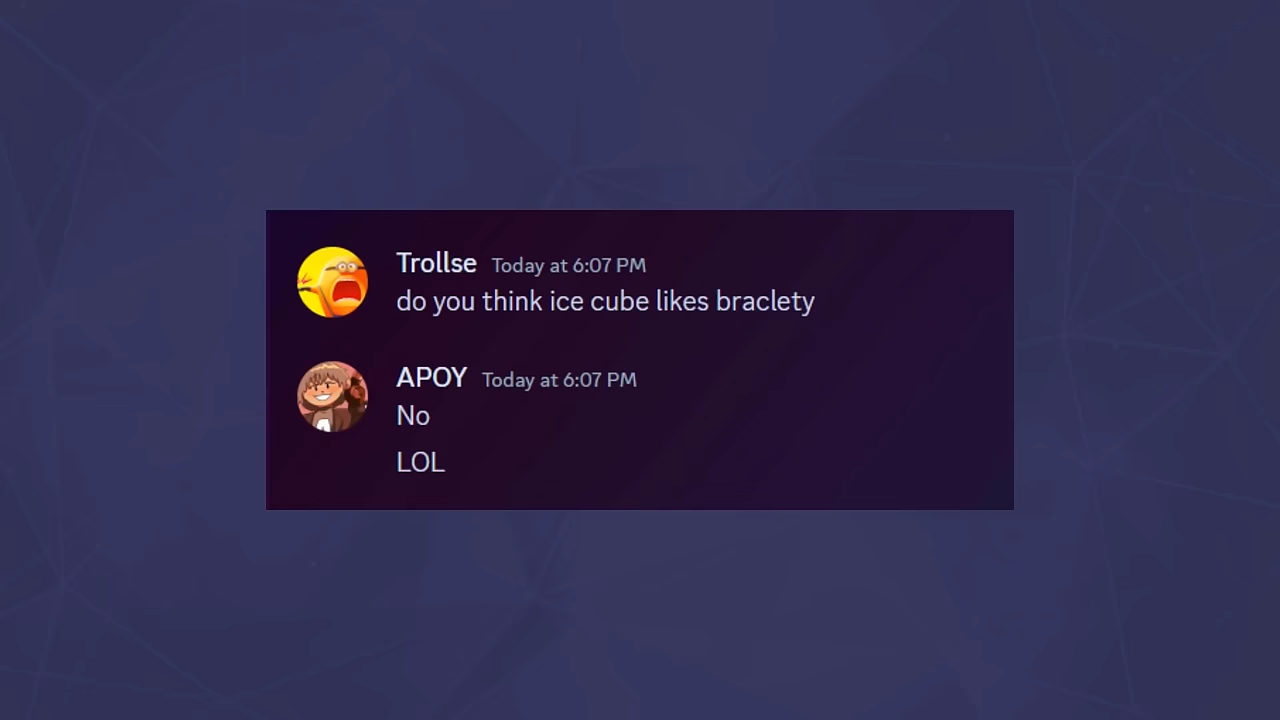 Trollse Today at 6:07 PM
do you think ice cube likes braclety
APOY Today at 6:07 PM
No
LOL